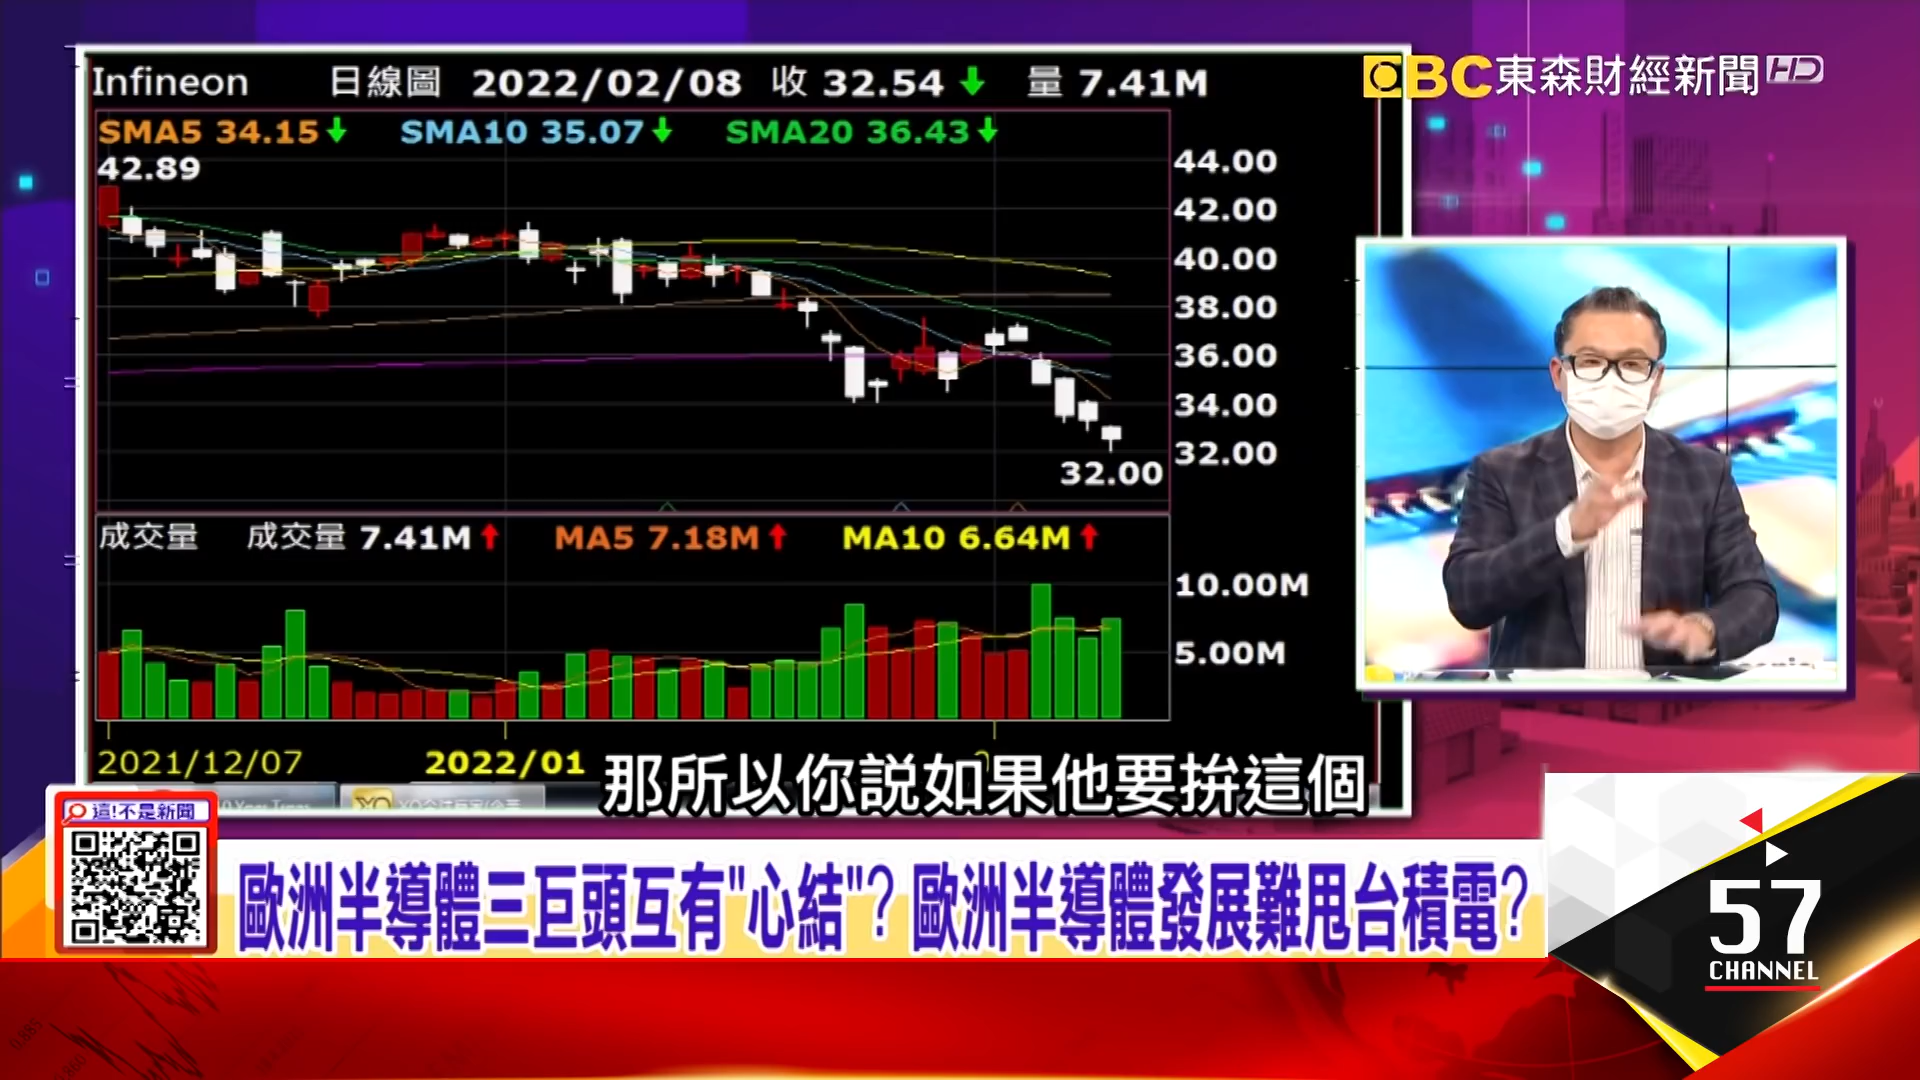 Infineon 日線圖 2022/02/08 收 32.54 ↓ 量 7.41M
EBC東森財經新聞HD
SMA5 34.15↓ SMA10 35.07↓ SMA20 36.43↓
42.89
44.00
42.00
40.00
38.00
36.00
34.00
32.00
32.00
成交量 成交量 7.41M↑ MA5 7.18M↑ MA10 6.64M↑
10.00M
5.00M
2021/12/07 2022/01
那所以你説如果他要拚這個
這!不是新聞
歐洲半導體三巨頭互有"心結"? 歐洲半導體發展難甩台積電?
57
CHANNEL